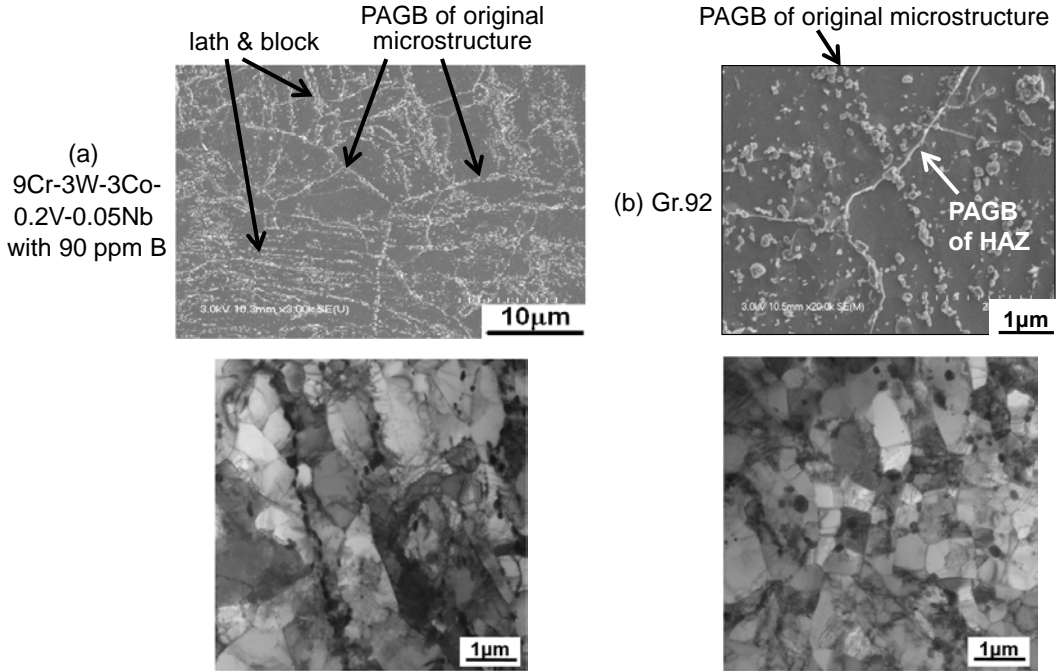 PAGB of original
microstructure
lath & block
(a)
9Cr-3W-3Co-
0.2V-0.05Nb
with 90 ppm B
3.0kV 10.3mm x3.00k SE(U)
10μm
1μm
PAGB of original microstructure
(b) Gr.92
PAGB
of HAZ
3.0kV 10.5mm x20.0k SE(M)
1μm
1μm